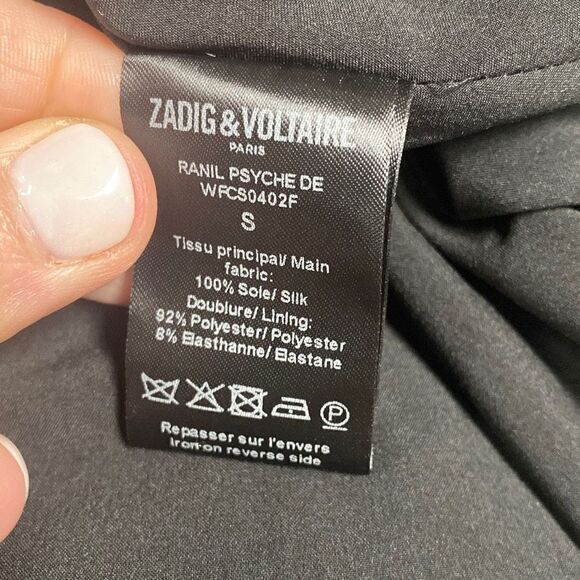 ZADIG & VOLTAIRE
PARIS
RANIL PSYCHE DE
WFCS0402F
S
Tissu principal/ Main
fabric:
100% Soie/ Silk
Doublure/ Lining:
92% Polyester/ Polyester
8% Elasthanne/ Elastane
P
Repasser sur l'envers
Iron-on reverse side